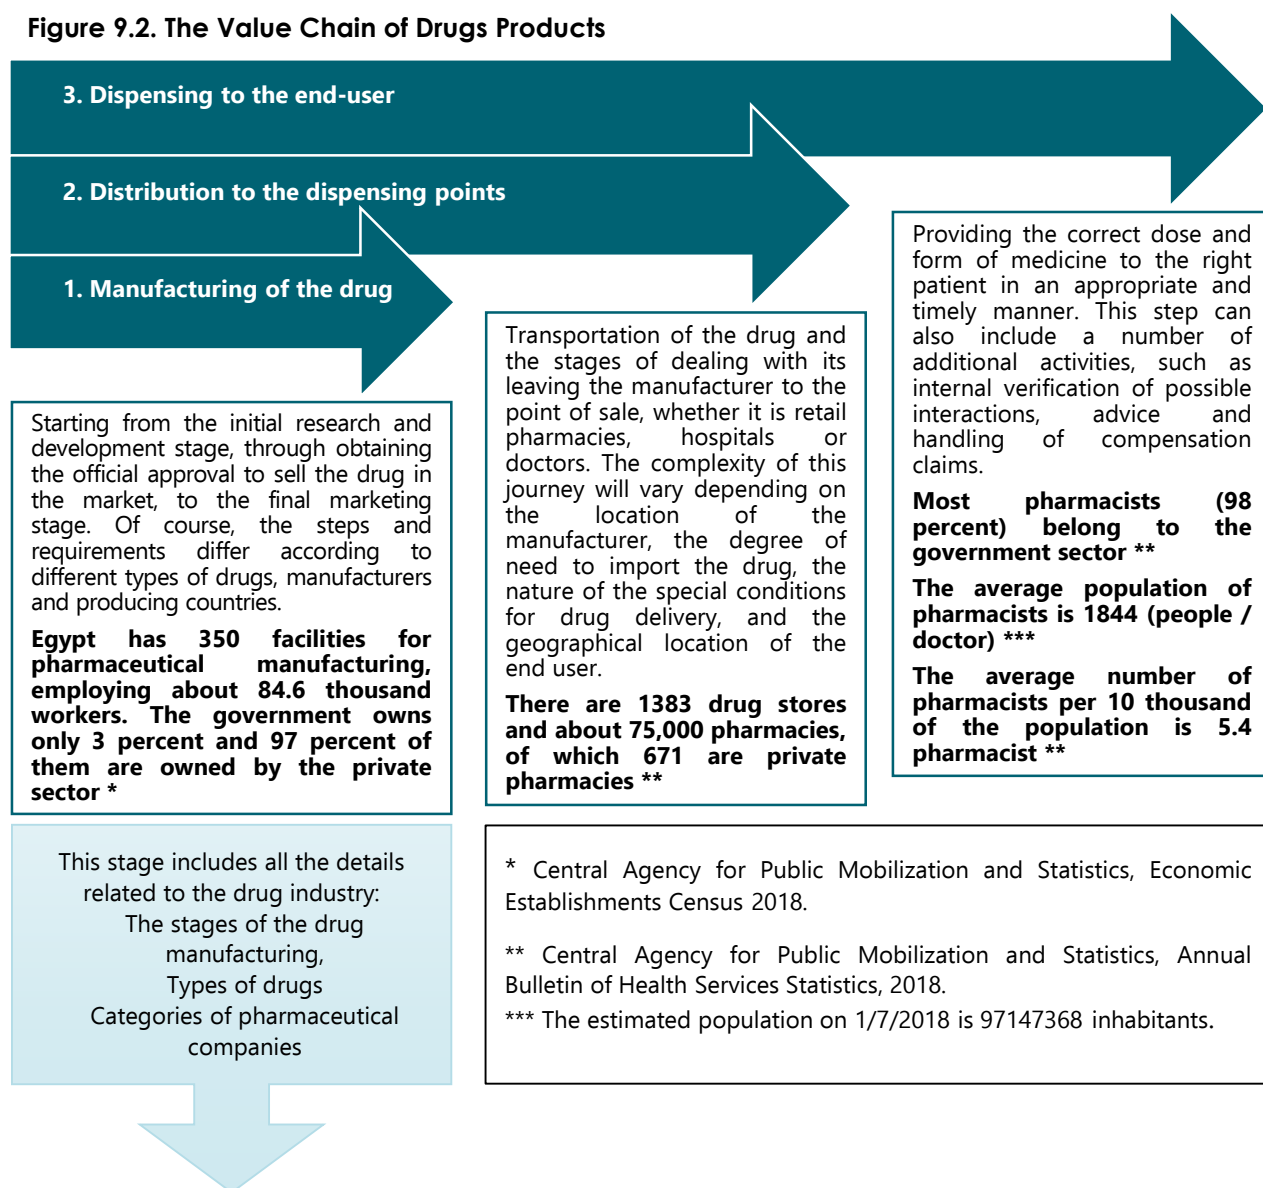 Figure 9.2. The Value Chain of Drugs Products
3. Dispensing to the end-user
2. Distribution to the dispensing points
1. Manufacturing of the drug
Starting from the initial research and
development stage, through obtaining
the official approval to sell the drug in
the market, to the final marketing
stage. Of course, the steps and
requirements differ according to
different types of drugs, manufacturers
and producing countries.
Egypt has 350 facilities for
pharmaceutical manufacturing,
employing about 84.6 thousand
workers. The government owns
only 3 percent and 97 percent of
them are owned by the private
sector *
Transportation of the drug and
the stages of dealing with its
leaving the manufacturer to the
point of sale, whether it is retail
pharmacies, hospitals or
doctors. The complexity of this
journey will vary depending on
the location of the
manufacturer, the degree of
need to import the drug, the
nature of the special conditions
for drug delivery, and the
geographical location of the
end user.
There are 1383 drug stores
and about 75,000 pharmacies,
of which 671 are private
pharmacies **
Providing the correct dose and
form of medicine to the right
patient in an appropriate and
timely manner. This step can
also include a number of
additional activities, such as
internal verification of possible
interactions, advice and
handling of compensation
claims.
Most pharmacists (98
percent) belong to the
government sector **
The average population of
pharmacists is 1844 (people /
doctor) ***
The average number of
pharmacists per 10 thousand
of the population is 5.4
pharmacist **
This stage includes all the details
related to the drug industry:
The stages of the drug
manufacturing,
Types of drugs
Categories of pharmaceutical
companies
* Central Agency for Public Mobilization and Statistics, Economic
Establishments Census 2018.
** Central Agency for Public Mobilization and Statistics, Annual
Bulletin of Health Services Statistics, 2018.
*** The estimated population on 1/7/2018 is 97147368 inhabitants.